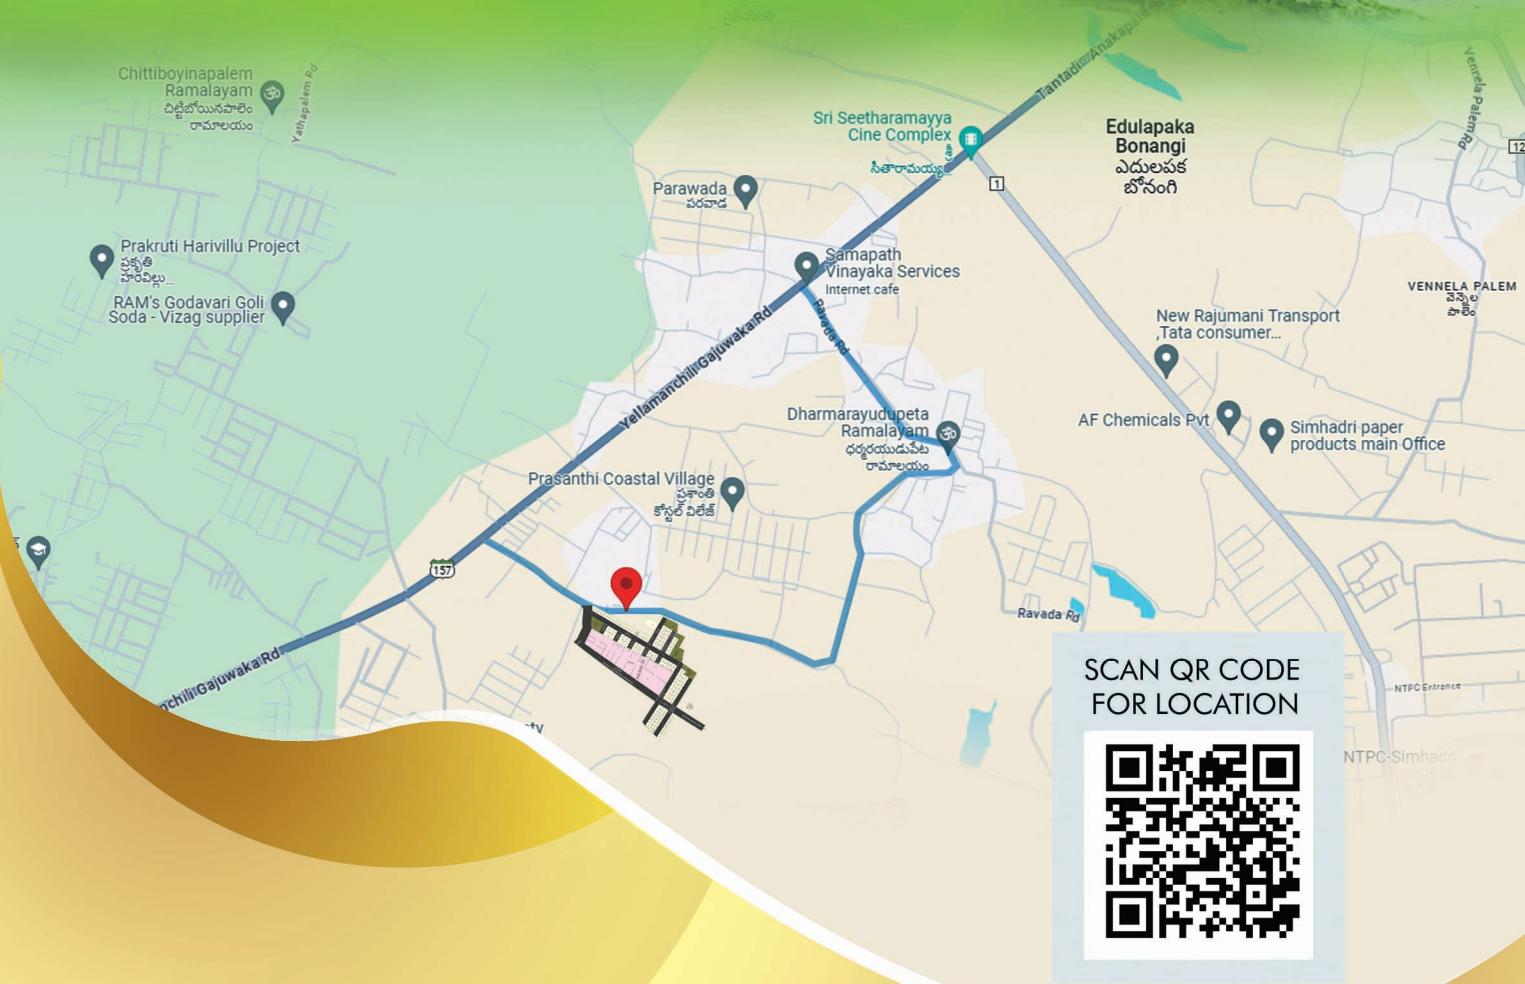 Chittiboyinapalem
Ramalayam
చిట్టిబోయినపాలెం
రామాలయం
Yathapalem Rd
Tantadi - Anakapalli
Sri Seetharamayya
Cine Complex
శ్రీ
సీతారామయ్య...
Edulapaka
Bonangi
ఎదులపక
బోనంగి
Vennela Palem Rd
12
1
Parawada
పరవాడ
Prakruti Harivillu Project
ప్రకృతి
హరివిల్లు...
RAM's Godavari Goli
Soda - Vizag supplier
Samapath
Vinayaka Services
Internet cafe
Ravada Rd
Yellamanchili Gajuwaka Rd
VENNELA PALEM
వెన్నెల
పాలెం
New Rajumani Transport
,Tata consumer...
AF Chemicals Pvt
Simhadri paper
products main Office
Dharmarayudupeta
Ramalayam
ధర్మరయుడుపేట
రామాలయం
Prasanthi Coastal Village
ప్రశాంతి
కోస్టల్ విలేజ్
157
Ravada Rd
nchili Gajuwaka Rd
NTPC Entrance
NTPC-Simhadri
SCAN QR CODE
FOR LOCATION